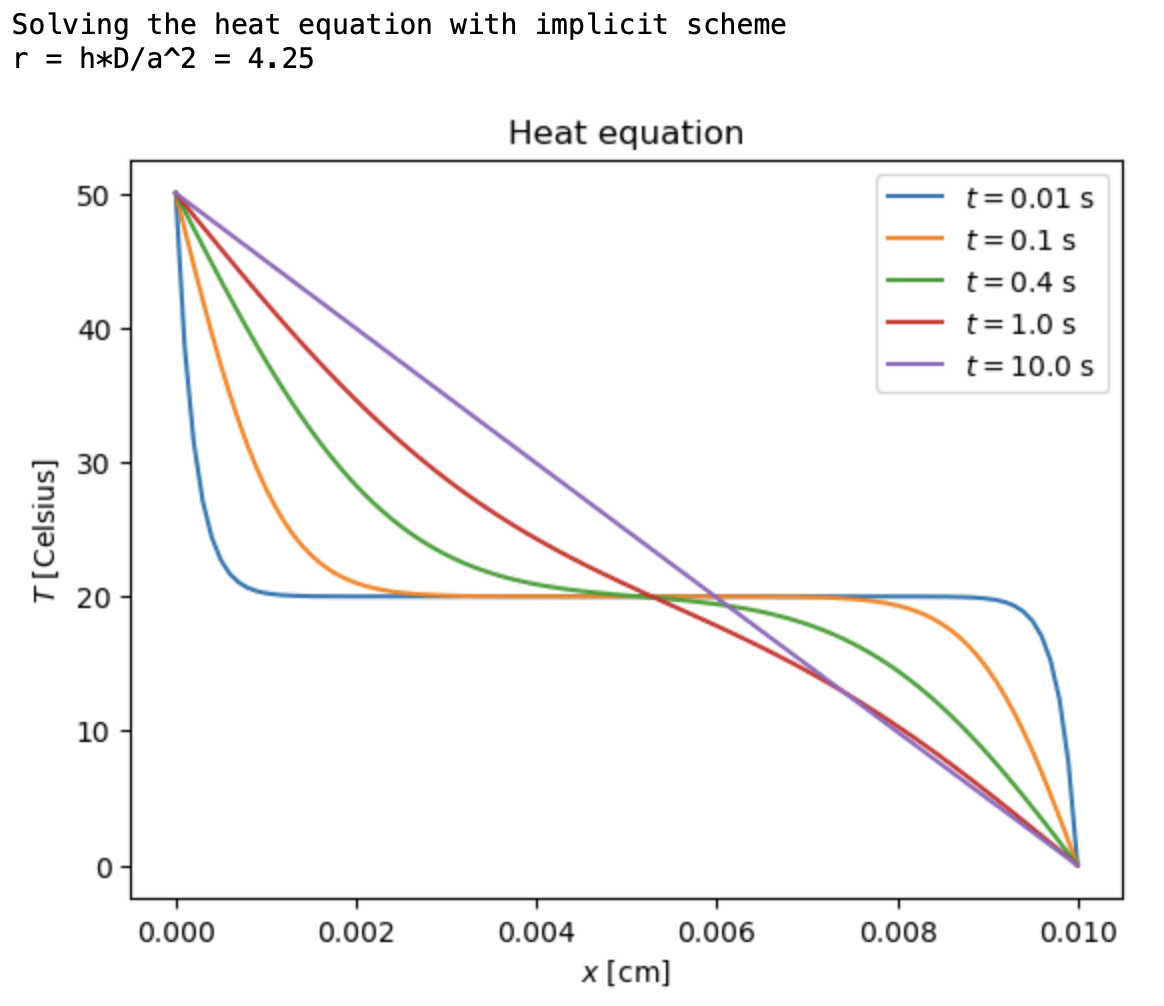 Solving the heat equation with implicit scheme
r = h*D/a^2 = 4.25
Heat equation
50
40
30
20
10
0
T [Celsius]
t = 0.01 s
t = 0.1 s
t = 0.4 s
t = 1.0 s
t = 10.0 s
0.000 0.002 0.004 0.006 0.008 0.010
x [cm]